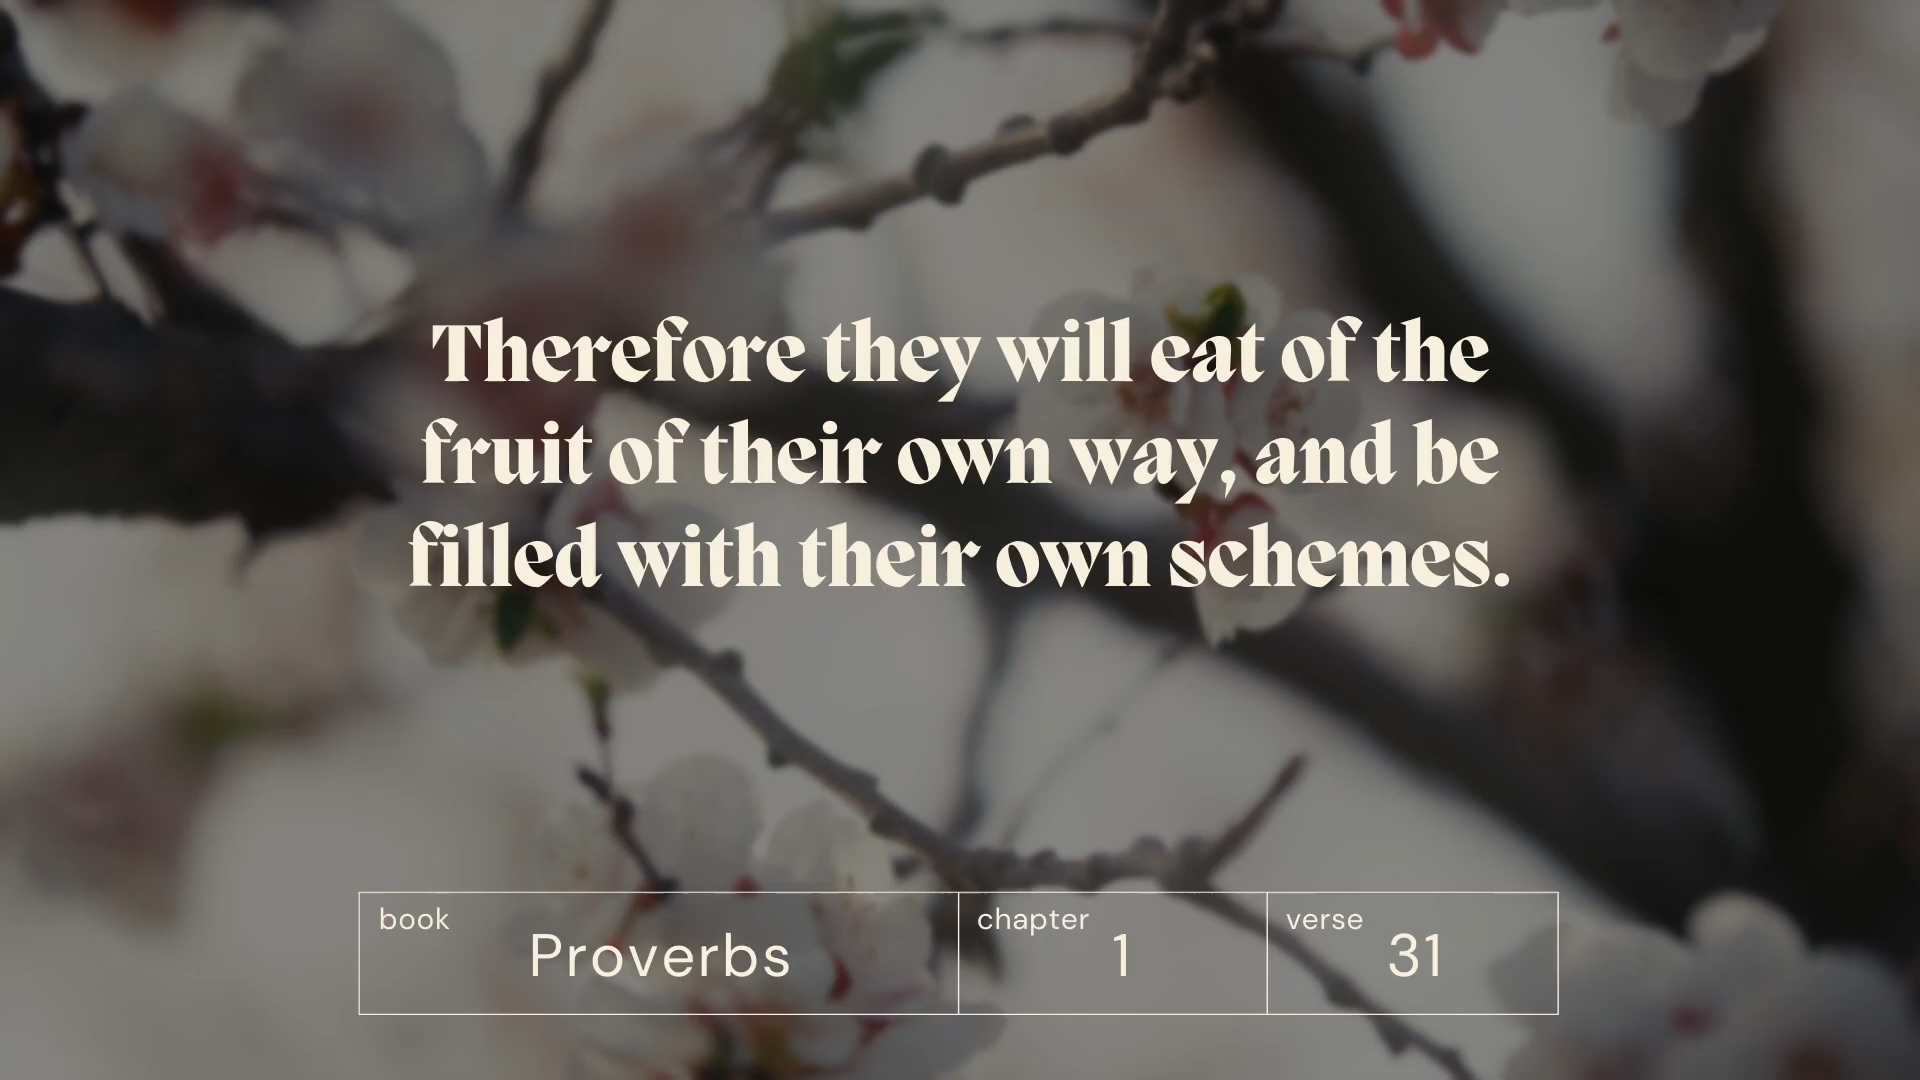 Therefore they will eat of the
fruit of their own way, and be
filled with their own schemes.
book
Proverbs
chapter
1
verse
31